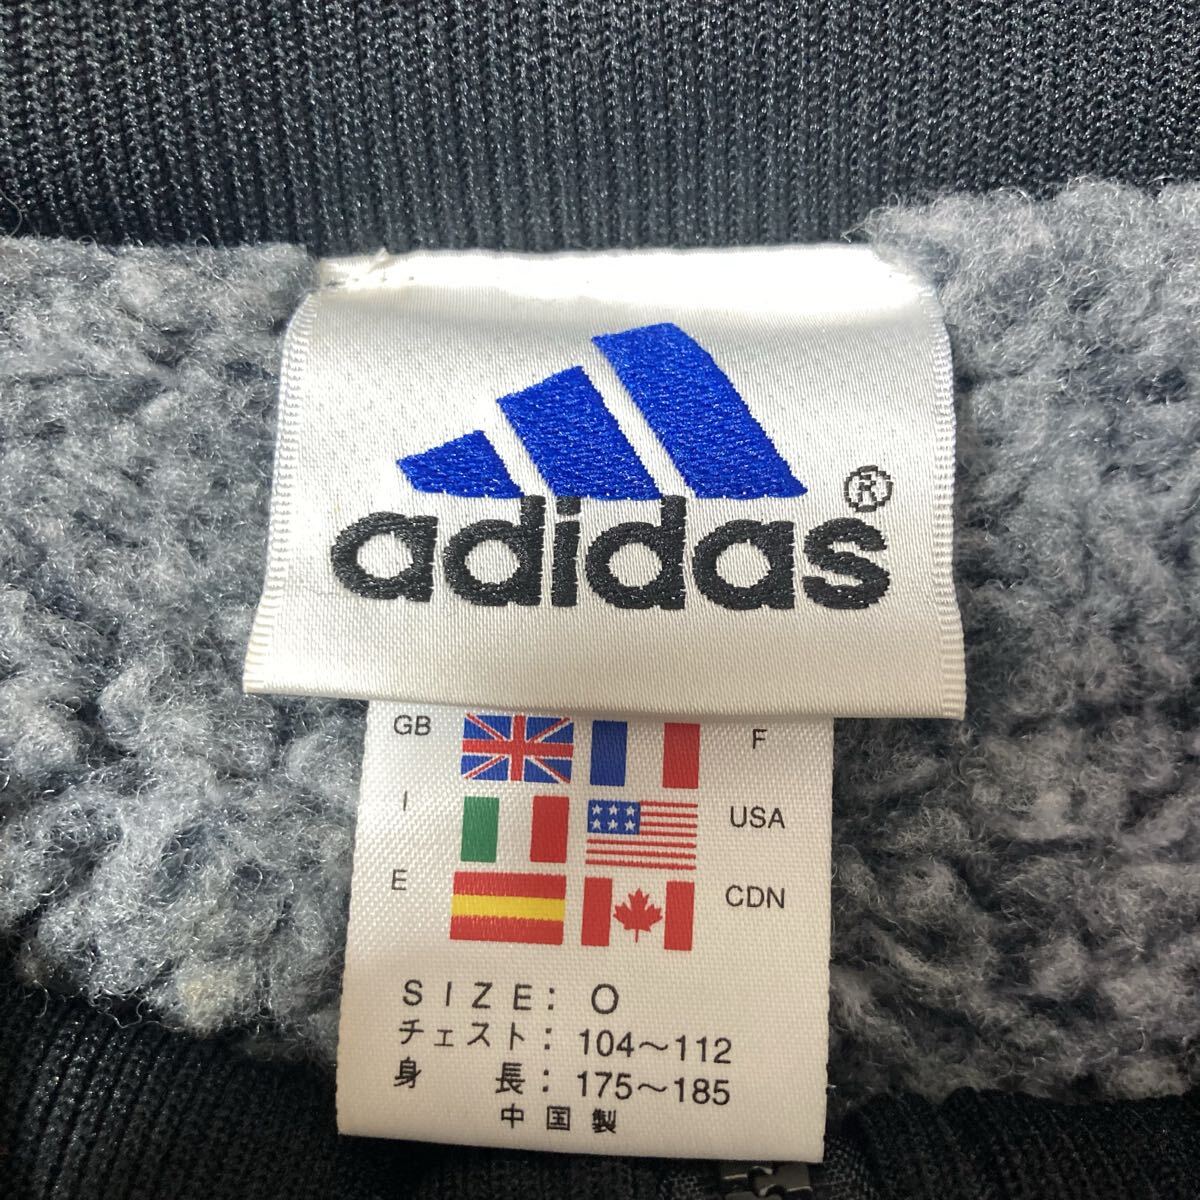 adidas®
GB F
I USA
E CDN
SIZE: O
チェスト: 104〜112
身長: 175〜185
中国製